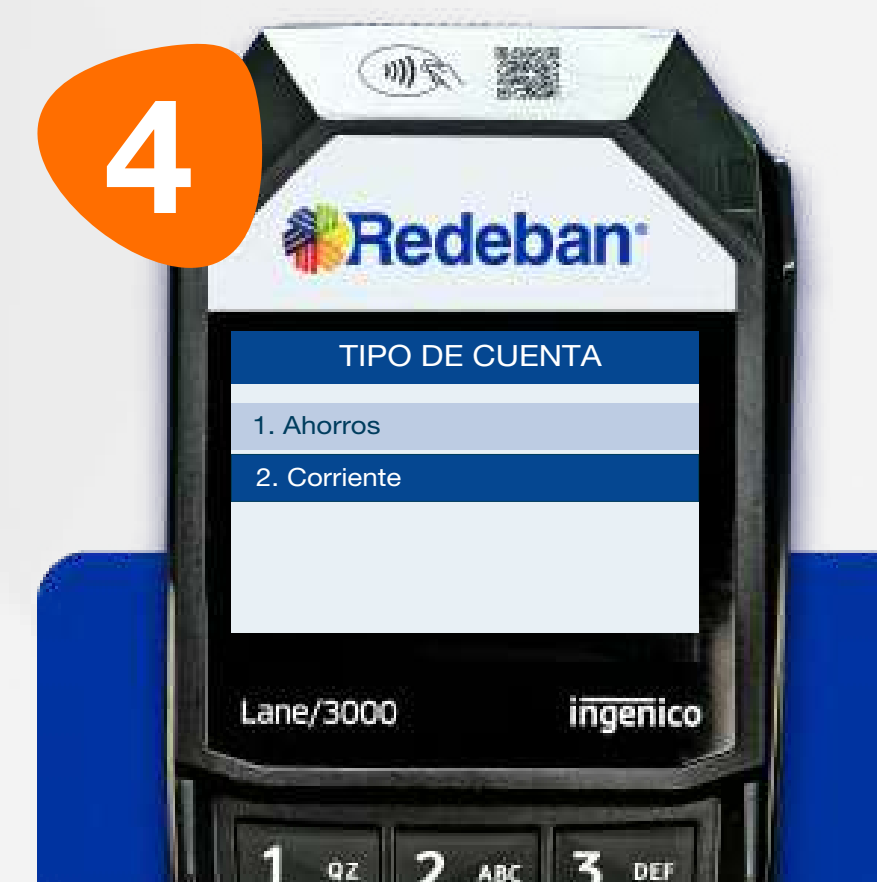 4
Redeban
TIPO DE CUENTA
1. Ahorros
2. Corriente
Lane/3000
ingenico
1 QZ 2 ABC 3 DEF